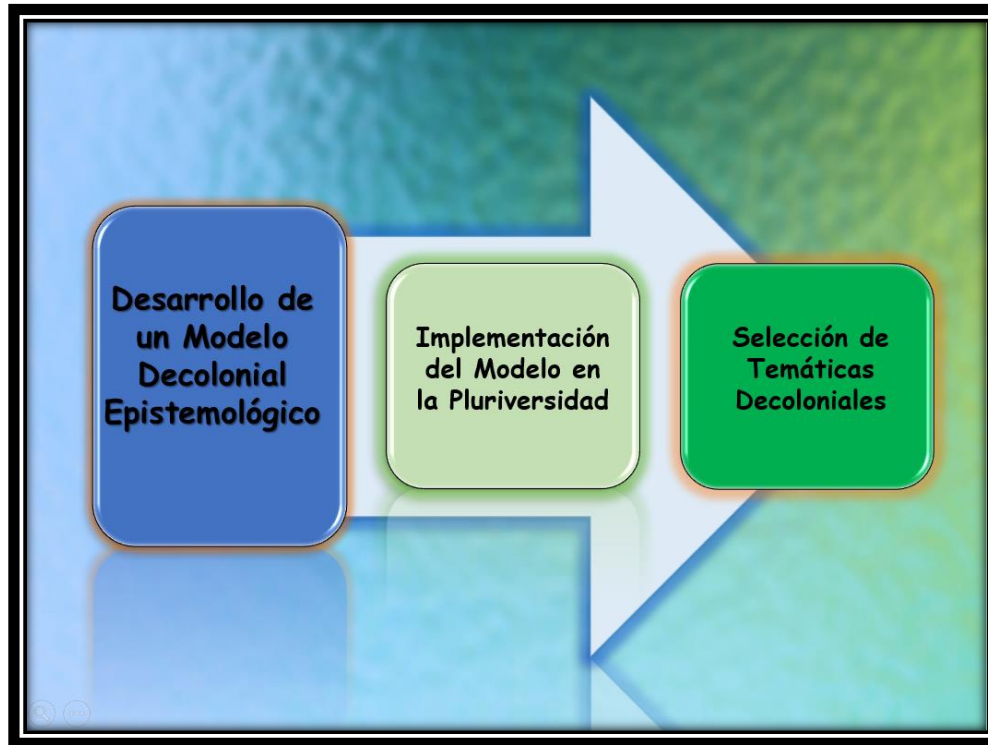 Desarrollo de
un Modelo
Decolonial
Epistemológico
Implementación
del Modelo en
la Pluriversidad
Selección de
Temáticas
Decoloniales